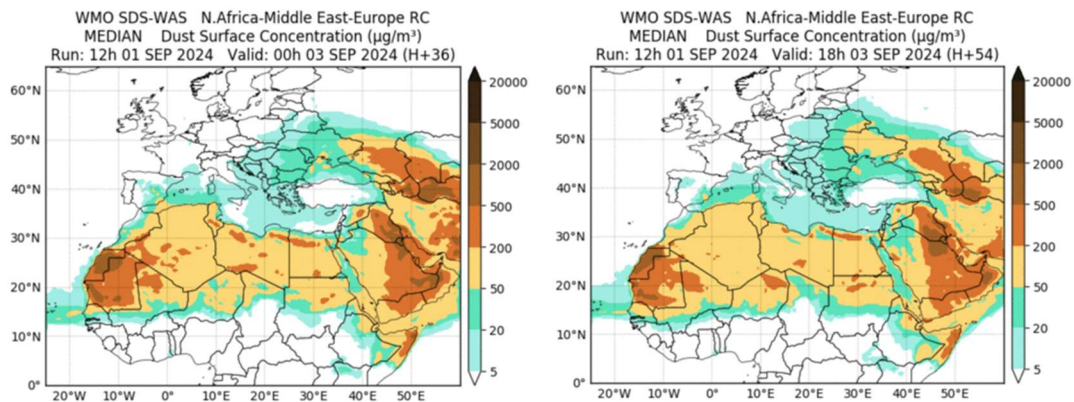 WMO SDS-WAS N.Africa-Middle East-Europe RC
MEDIAN Dust Surface Concentration (µg/m³)
Run: 12h 01 SEP 2024 Valid: 00h 03 SEP 2024 (H+36)
60°N
50°N
40°N
30°N
20°N
10°N
0°
20°W
10°W
0°
10°E
20°E
30°E
40°E
50°E
20000
5000
2000
500
200
50
20
5
WMO SDS-WAS N.Africa-Middle East-Europe RC
MEDIAN Dust Surface Concentration (µg/m³)
Run: 12h 01 SEP 2024 Valid: 18h 03 SEP 2024 (H+54)
60°N
50°N
40°N
30°N
20°N
10°N
0°
20°W
10°W
0°
10°E
20°E
30°E
40°E
50°E
20000
5000
2000
500
200
50
20
5